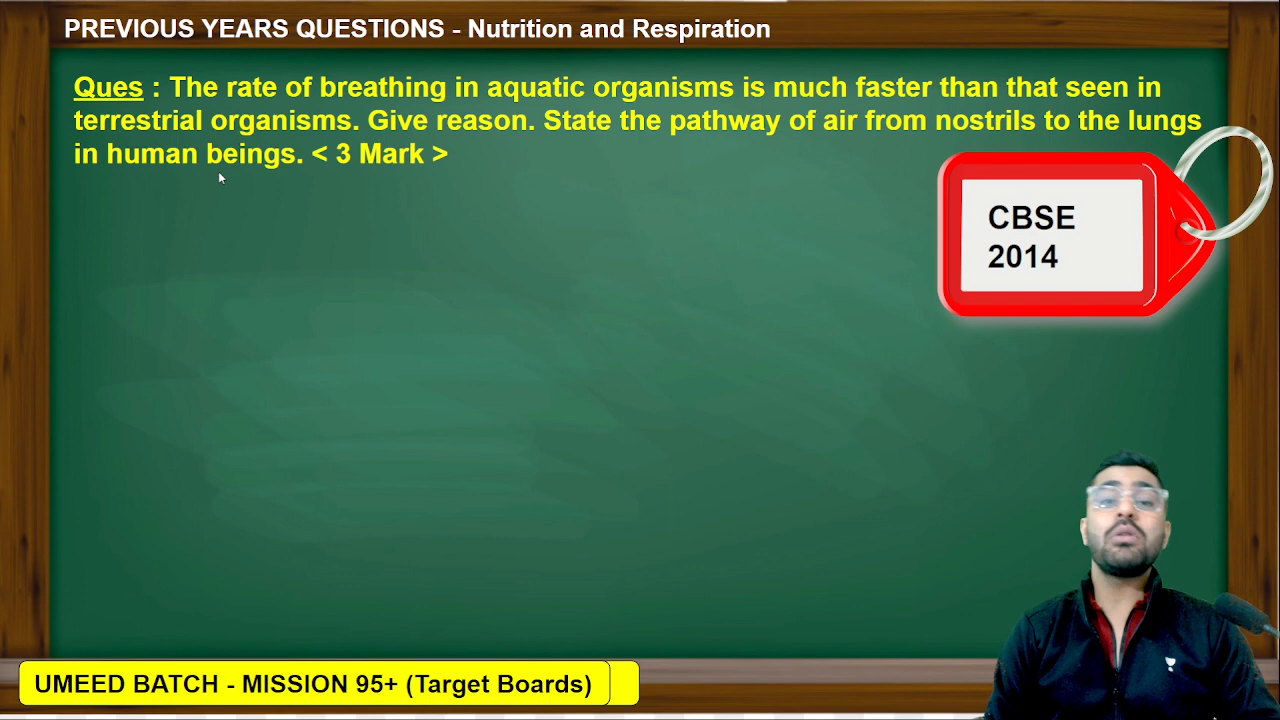 PREVIOUS YEARS QUESTIONS - Nutrition and Respiration
Ques : The rate of breathing in aquatic organisms is much faster than that seen in
terrestrial organisms. Give reason. State the pathway of air from nostrils to the lungs
in human beings. < 3 Mark >
CBSE
2014
UMEED BATCH - MISSION 95+ (Target Boards)